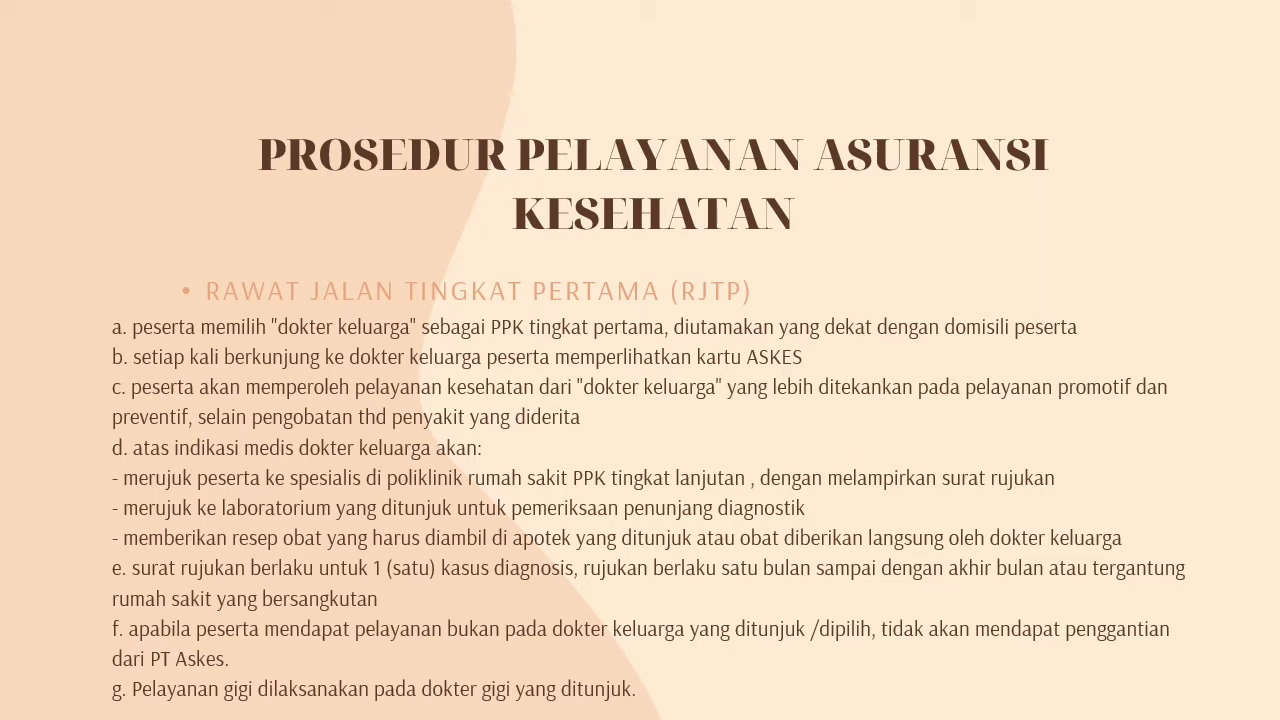 PROSEDUR PELAYANAN ASURANSI
KESEHATAN
• RAWAT JALAN TINGKAT PERTAMA (RJTP)
a. peserta memilih "dokter keluarga" sebagai PPK tingkat pertama, diutamakan yang dekat dengan domisili peserta
b. setiap kali berkunjung ke dokter keluarga peserta memperlihatkan kartu ASKES
c. peserta akan memperoleh pelayanan kesehatan dari "dokter keluarga" yang lebih ditekankan pada pelayanan promotif dan
preventif, selain pengobatan thd penyakit yang diderita
d. atas indikasi medis dokter keluarga akan:
- merujuk peserta ke spesialis di poliklinik rumah sakit PPK tingkat lanjutan , dengan melampirkan surat rujukan
- merujuk ke laboratorium yang ditunjuk untuk pemeriksaan penunjang diagnostik
- memberikan resep obat yang harus diambil di apotek yang ditunjuk atau obat diberikan langsung oleh dokter keluarga
e. surat rujukan berlaku untuk 1 (satu) kasus diagnosis, rujukan berlaku satu bulan sampai dengan akhir bulan atau tergantung
rumah sakit yang bersangkutan
f. apabila peserta mendapat pelayanan bukan pada dokter keluarga yang ditunjuk /dipilih, tidak akan mendapat penggantian
dari PT Askes.
g. Pelayanan gigi dilaksanakan pada dokter gigi yang ditunjuk.